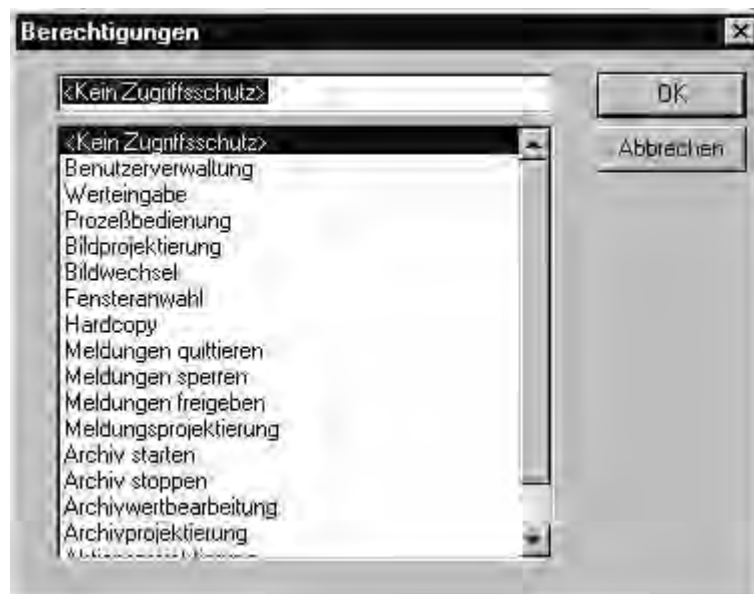 Berechtigungen
<Kein Zugriffsschutz>
OK
<Kein Zugriffsschutz>
Abbrechen
Benutzerverwaltung
Werteingabe
Prozeßbedienung
Bildprojektierung
Bildwechsel
Fensteranwahl
Hardcopy
Meldungen quittieren
Meldungen sperren
Meldungen freigeben
Meldungsprojektierung
Archiv starten
Archiv stoppen
Archivwertbearbeitung
Archivprojektierung